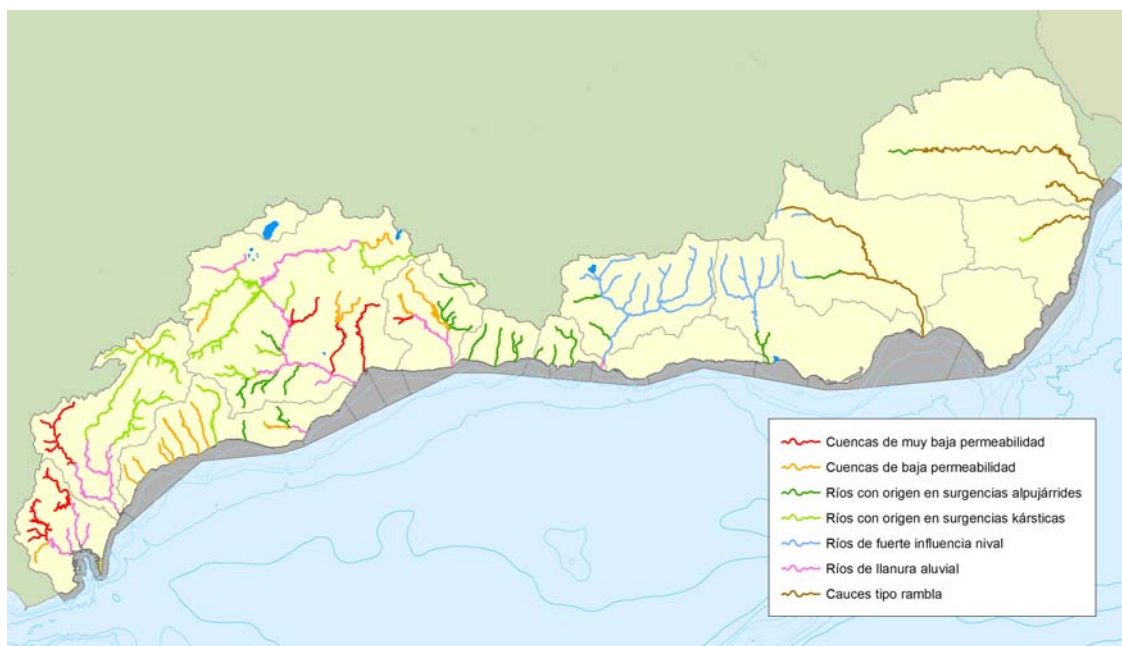 Cuencas de muy baja permeabilidad
Cuencas de baja permeabilidad
Ríos con origen en surgencias alpujárrides
Ríos con origen en surgencias kársticas
Ríos de fuerte influencia nival
Ríos de llanura aluvial
Cauces tipo rambla